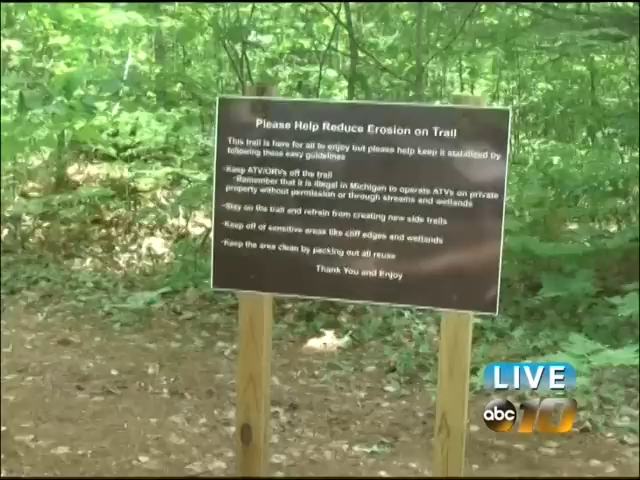 Please Help Reduce Erosion on Trail
This trail is here for all to enjoy but please help keep it stabilized by
following these easy guidelines
-Keep ATV/ORVs off the trail
-Remember that it is illegal in Michigan to operate ATVs on private
property without permission or through streams and wetlands
-Stay on the trail and refrain from creating new side trails
-Keep off of sensitive areas like cliff edges and wetlands
-Keep the area clean by packing out all reuse
Thank You and Enjoy
LIVE
abc 10